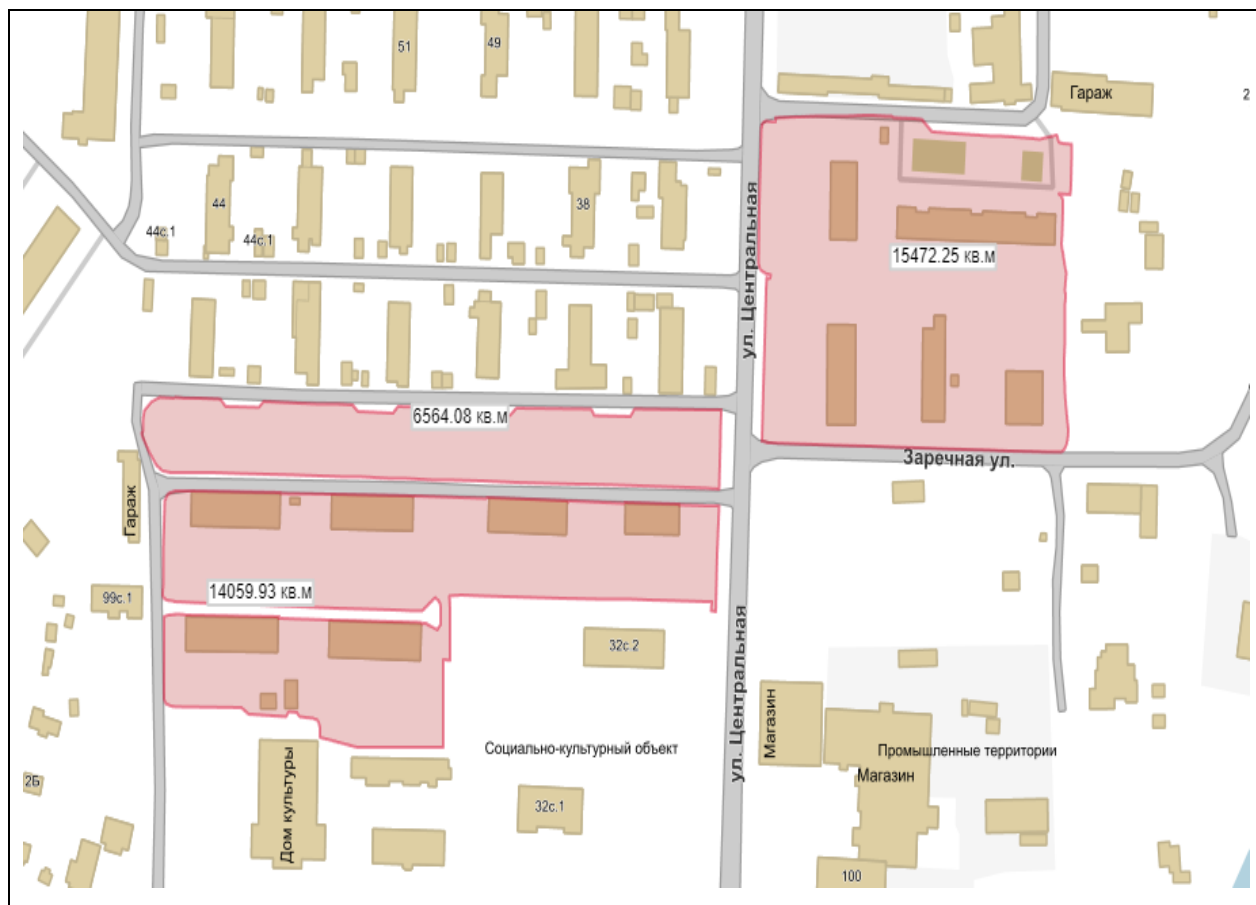 51
49
Гараж
2
44
38
44с.1
44с.1
ул. Центральная
15472.25 кв.м
6564.08 кв.м
Заречная ул.
Гараж
14059.93 кв.м
99с.1
32с.2
ул. Центральная
Магазин
Социально-культурный объект
Промышленные территории
Магазин
2Б
Дом культуры
32с.1
100